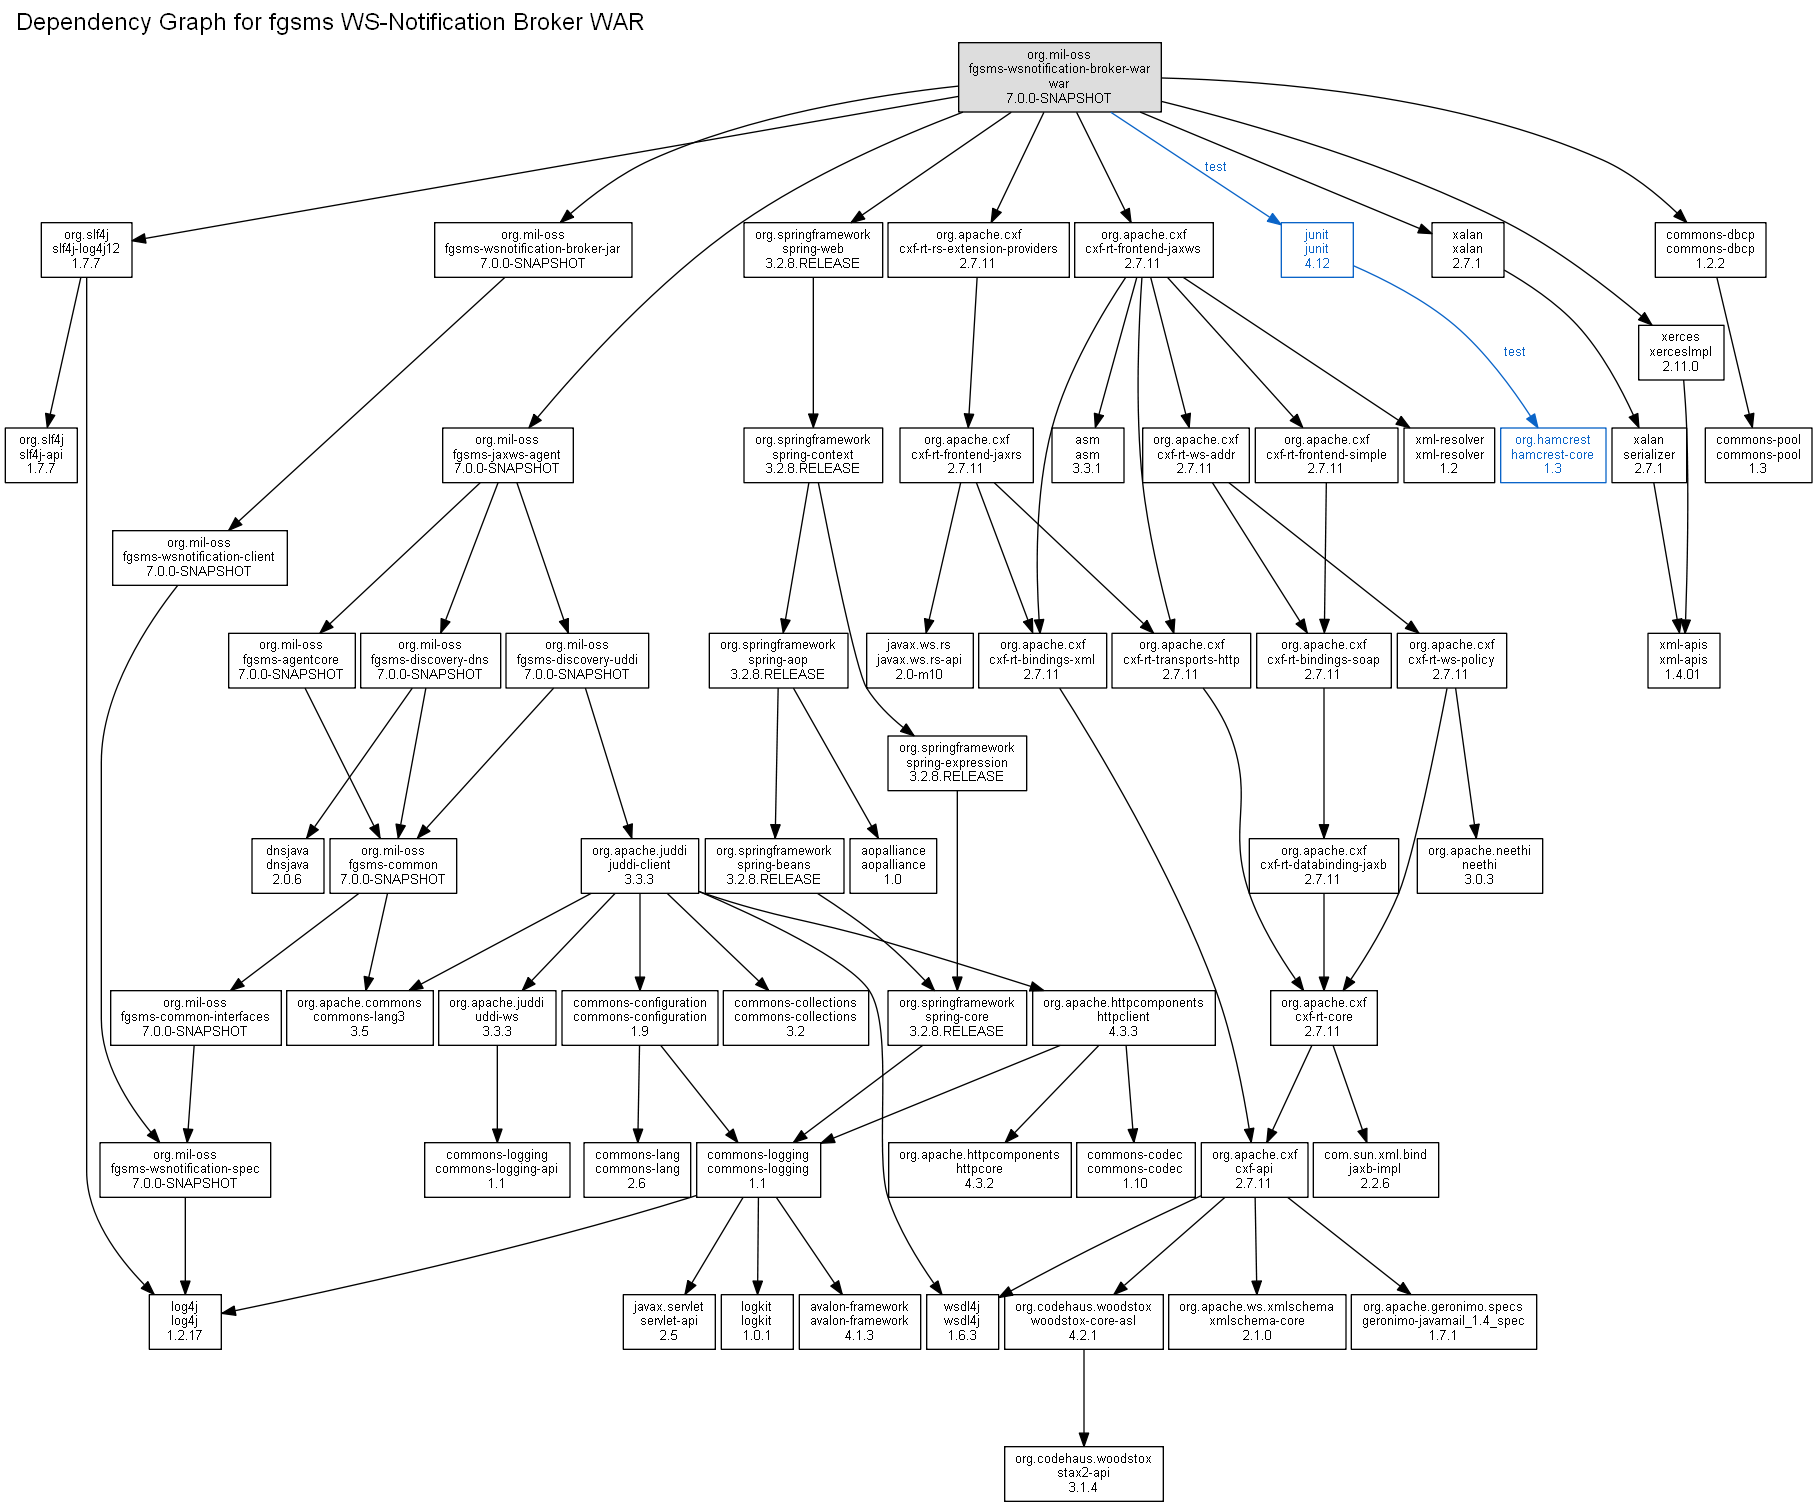 Dependency Graph for fgsms WS-Notification Broker WAR
org.mil-oss
fgsms-wsnotification-broker-war
war
7.0.0-SNAPSHOT
test
org.slf4j
slf4j-log4j12
1.7.7
org.mil-oss
fgsms-wsnotification-broker-jar
7.0.0-SNAPSHOT
org.springframework
spring-web
3.2.8.RELEASE
org.apache.cxf
cxf-rt-rs-extension-providers
2.7.11
org.apache.cxf
cxf-rt-frontend-jaxws
2.7.11
junit
junit
4.12
xalan
xalan
2.7.1
commons-dbcp
commons-dbcp
1.2.2
xerces
xercesImpl
2.11.0
test
org.slf4j
slf4j-api
1.7.7
org.mil-oss
fgsms-jaxws-agent
7.0.0-SNAPSHOT
org.springframework
spring-context
3.2.8.RELEASE
org.apache.cxf
cxf-rt-frontend-jaxrs
2.7.11
asm
asm
3.3.1
org.apache.cxf
cxf-rt-ws-addr
2.7.11
org.apache.cxf
cxf-rt-frontend-simple
2.7.11
xml-resolver
xml-resolver
1.2
org.hamcrest
hamcrest-core
1.3
xalan
serializer
2.7.1
commons-pool
commons-pool
1.3
org.mil-oss
fgsms-wsnotification-client
7.0.0-SNAPSHOT
org.mil-oss
fgsms-agentcore
7.0.0-SNAPSHOT
org.mil-oss
fgsms-discovery-dns
7.0.0-SNAPSHOT
org.mil-oss
fgsms-discovery-uddi
7.0.0-SNAPSHOT
org.springframework
spring-aop
3.2.8.RELEASE
javax.ws.rs
javax.ws.rs-api
2.0-m10
org.apache.cxf
cxf-rt-bindings-xml
2.7.11
org.apache.cxf
cxf-rt-transports-http
2.7.11
org.apache.cxf
cxf-rt-bindings-soap
2.7.11
org.apache.cxf
cxf-rt-ws-policy
2.7.11
xml-apis
xml-apis
1.4.01
org.springframework
spring-expression
3.2.8.RELEASE
dnsjava
dnsjava
2.0.6
org.mil-oss
fgsms-common
7.0.0-SNAPSHOT
org.apache.juddi
juddi-client
3.3.3
org.springframework
spring-beans
3.2.8.RELEASE
aopalliance
aopalliance
1.0
org.apache.cxf
cxf-rt-databinding-jaxb
2.7.11
org.apache.neethi
neethi
3.0.3
org.mil-oss
fgsms-common-interfaces
7.0.0-SNAPSHOT
org.apache.commons
commons-lang3
3.5
org.apache.juddi
uddi-ws
3.3.3
commons-configuration
commons-configuration
1.9
commons-collections
commons-collections
3.2
org.springframework
spring-core
3.2.8.RELEASE
org.apache.httpcomponents
httpclient
4.3.3
org.apache.cxf
cxf-rt-core
2.7.11
org.mil-oss
fgsms-wsnotification-spec
7.0.0-SNAPSHOT
commons-logging
commons-logging-api
1.1
commons-lang
commons-lang
2.6
commons-logging
commons-logging
1.1
org.apache.httpcomponents
httpcore
4.3.2
commons-codec
commons-codec
1.10
org.apache.cxf
cxf-api
2.7.11
com.sun.xml.bind
jaxb-impl
2.2.6
log4j
log4j
1.2.17
javax.servlet
servlet-api
2.5
logkit
logkit
1.0.1
avalon-framework
avalon-framework
4.1.3
wsdl4j
wsdl4j
1.6.3
org.codehaus.woodstox
woodstox-core-asl
4.2.1
org.apache.ws.xmlschema
xmlschema-core
2.1.0
org.apache.geronimo.specs
geronimo-javamail_1.4_spec
1.7.1
org.codehaus.woodstox
stax2-api
3.1.4